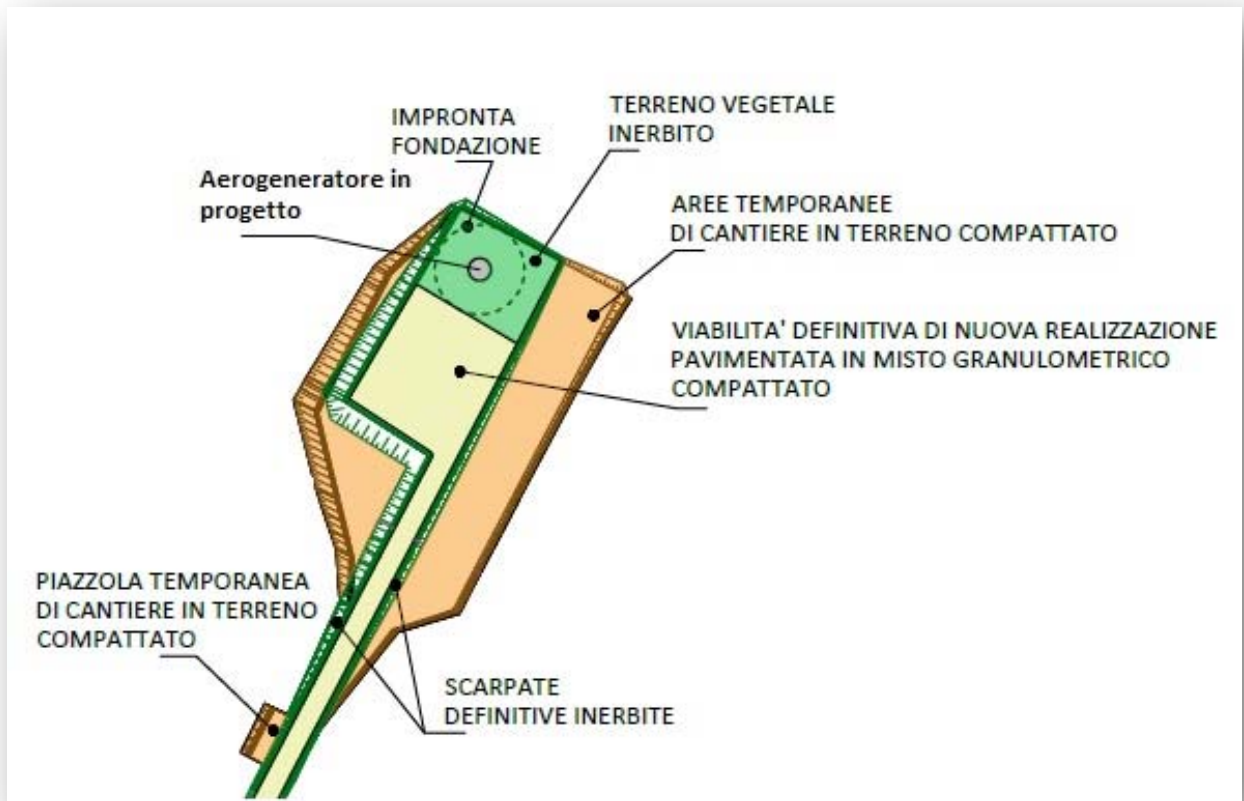 IMPRONTA
FONDAZIONE
TERRENO VEGETALE
INERBITO
Aerogeneratore in
progetto
AREE TEMPORANEE
DI CANTIERE IN TERRENO COMPATTATO
VIABILITA' DEFINITIVA DI NUOVA REALIZZAZIONE
PAVIMENTATA IN MISTO GRANULOMETRICO
COMPATTATO
PIAZZOLA TEMPORANEA
DI CANTIERE IN TERRENO
COMPATTATO
SCARPATE
DEFINITIVE INERBITE